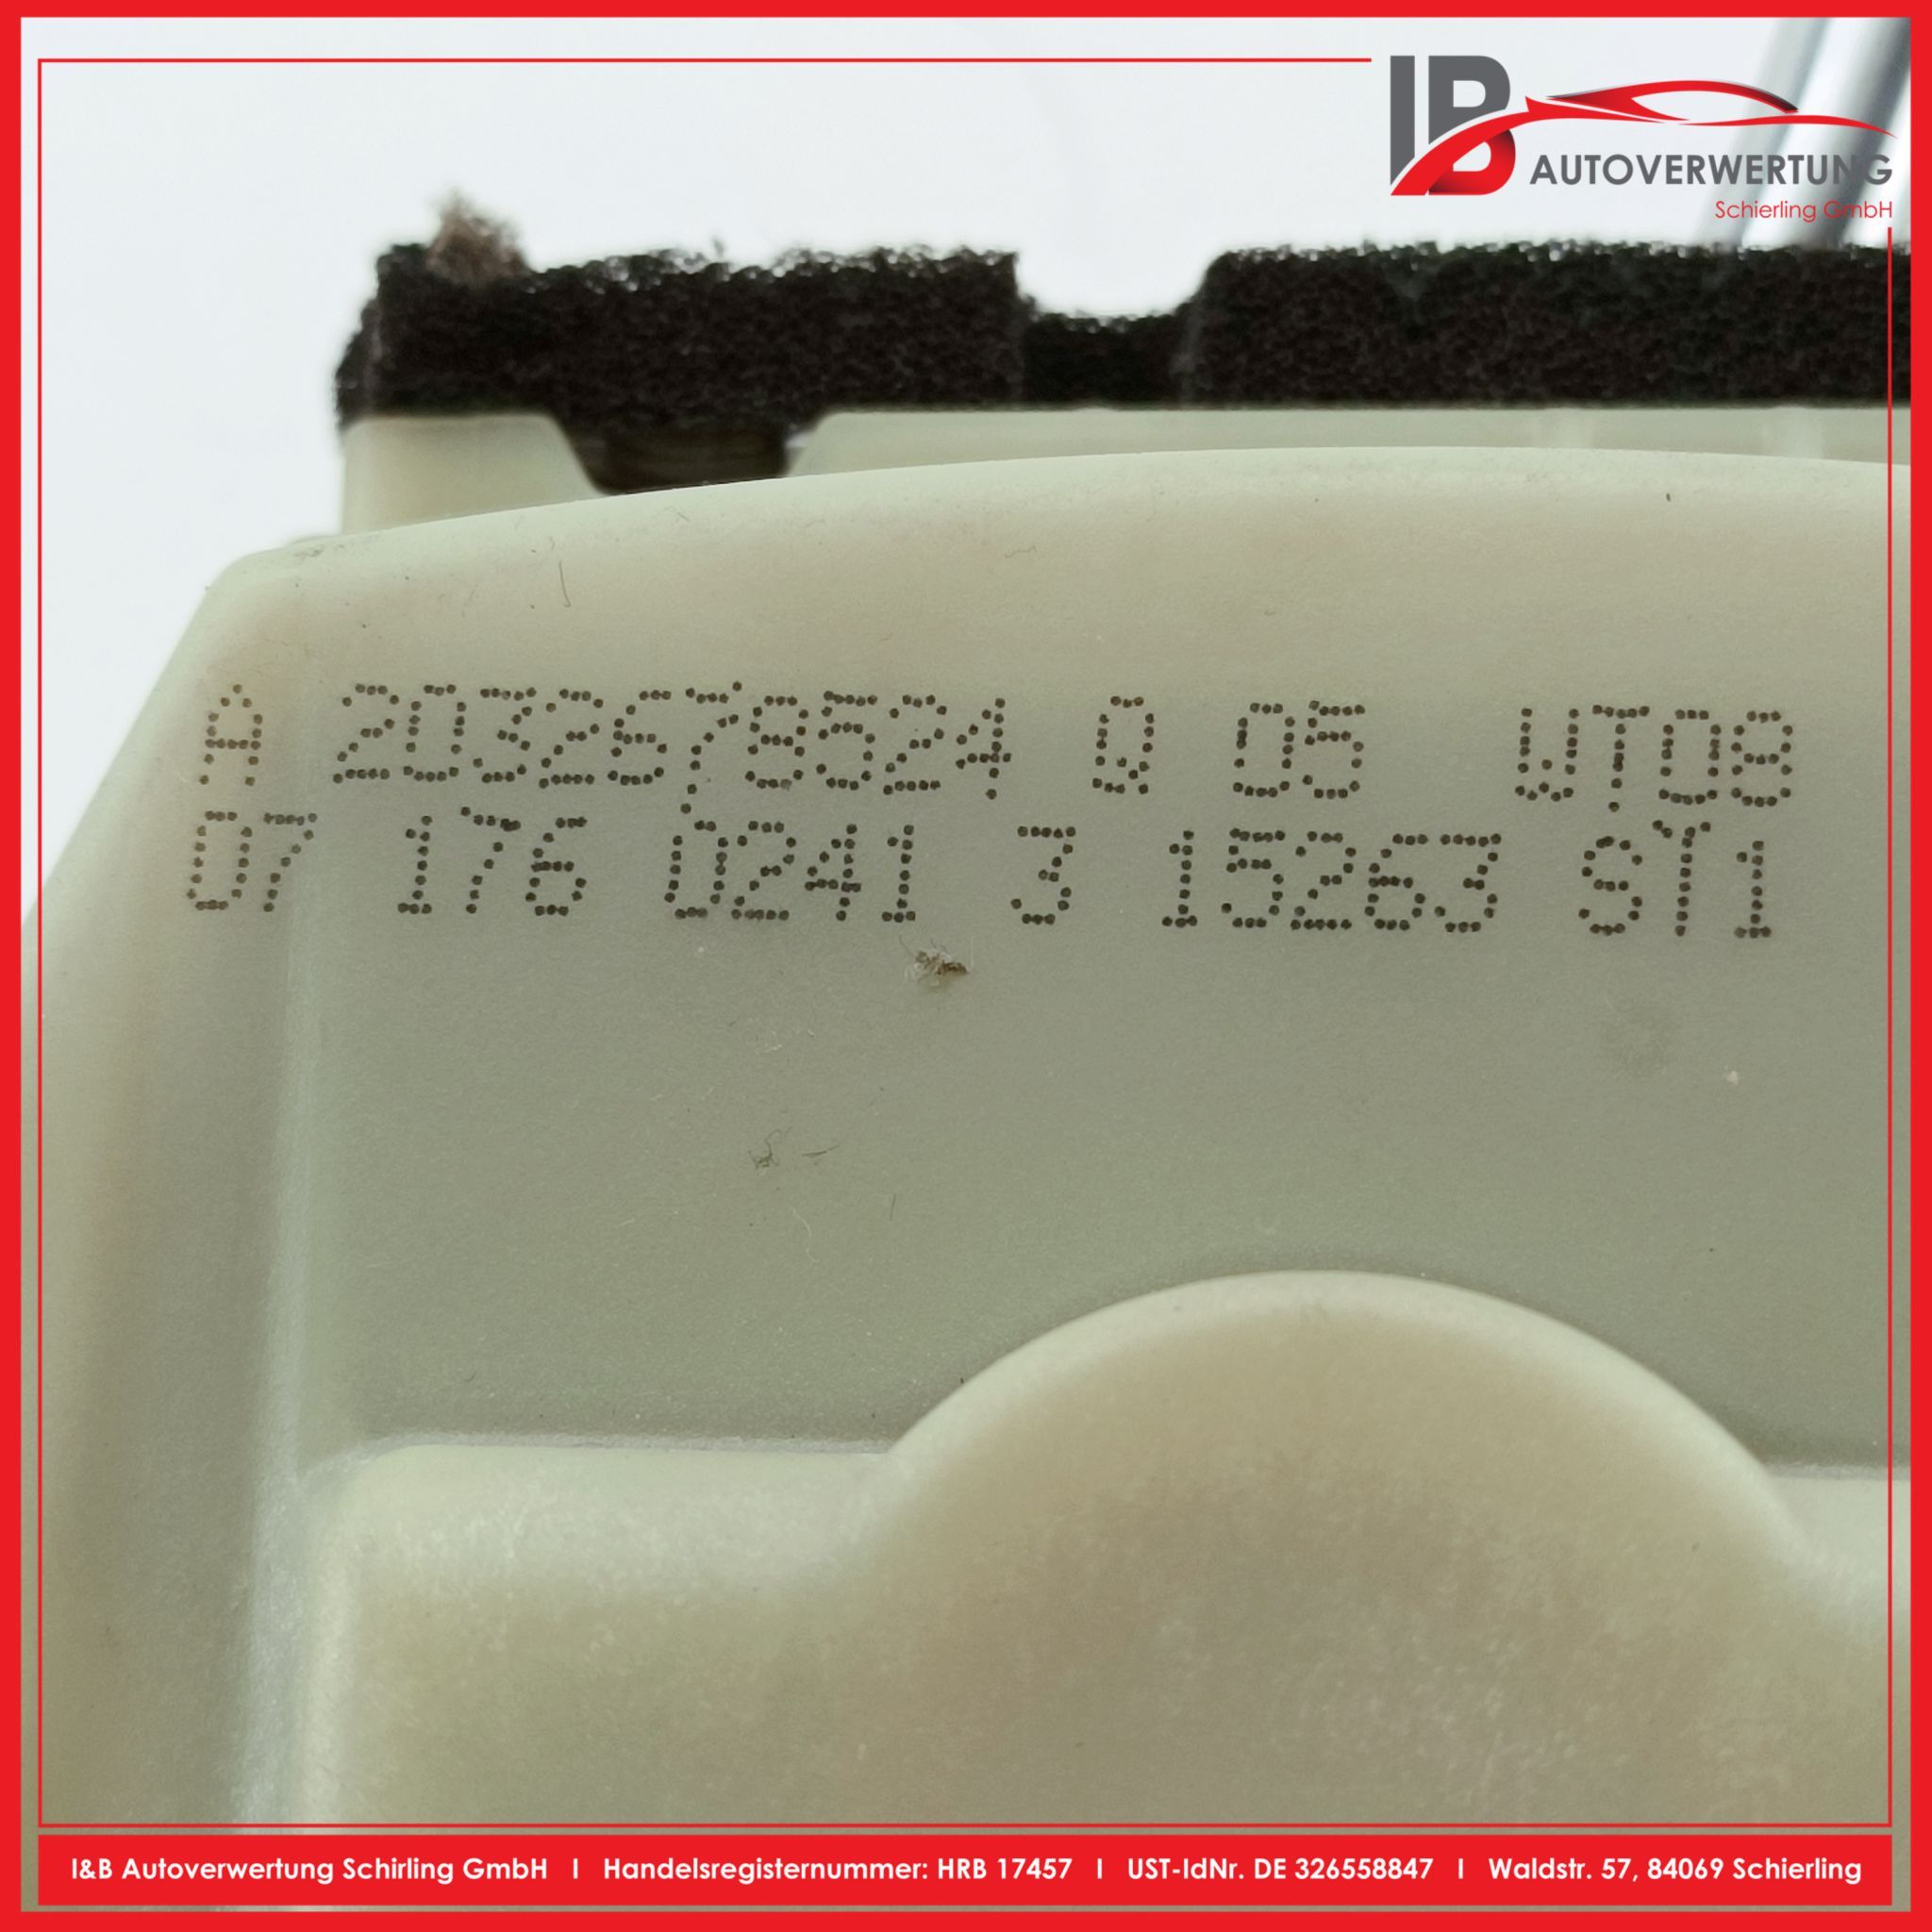 IB AUTOVERWERTUNG
Schierling GmbH
A 2032678524 Q 05 WT08
07 176 0241 3 15263 ST1
I&B Autoverwertung Schirling GmbH I Handelsregisternummer: HRB 17457 I UST-IdNr. DE 326558847 I Waldstr. 57, 84069 Schierling